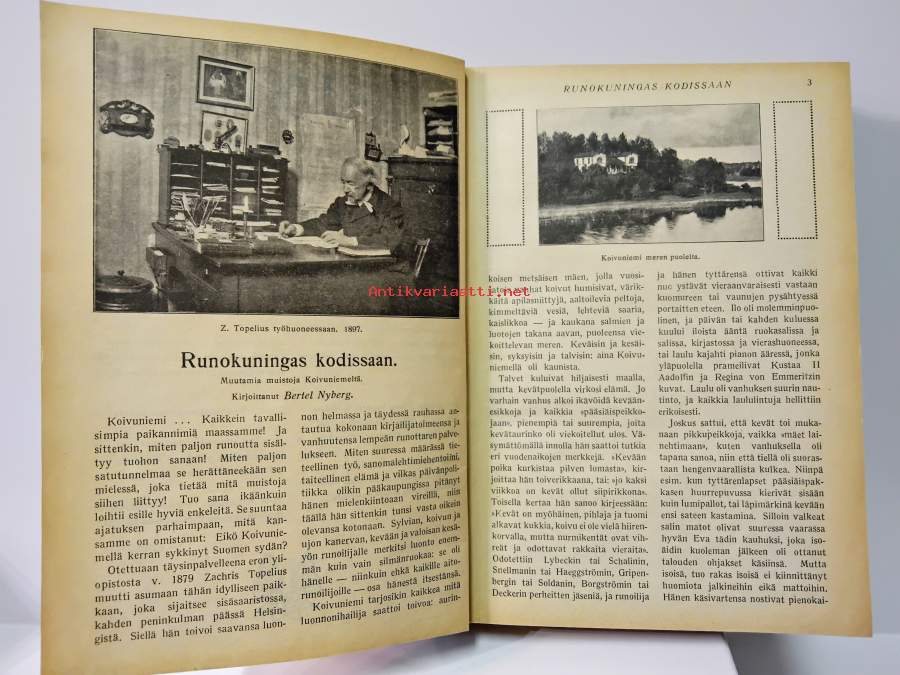 Z. Topelius työhuoneessaan. 1897.
Runokuningas kodissaan.
Muutamia muistoja Koivuniemeltä.
Kirjoittanut Bertel Nyberg.
Koivuniemi ... Kaikkein tavalli-
simpia paikannimiä maassamme! Ja
sittenkin, miten paljon runoutta sisäl-
tyy tuohon sanaan! Miten paljon
satutunnelmaa se herättäneekään sen
mielessä, joka tietää mitä muistoja
siihen liittyy! Tuo sana ikäänkuin
loihtii esille hyviä enkeleitä. Se suuntaa
ajatuksen parhaimpaan, mitä kan-
samme on omistanut: Eikö Koivunie-
mellä kerran sykkinyt Suomen sydän?
Otettuaan täysinpalvelleena eron yli-
opistosta v. 1879 Zachris Topelius
muutti asumaan tähän idylliseen paik-
kaan, joka sijaitsee sisäsaaristossa,
kahden peninkulman päässä Helsin-
gistä. Siellä hän toivoi saavansa luon-
non helmassa ja täydessä rauhassa an-
tautua kokonaan kirjailijatoimeensa ja
vanhuutensa lempeän runottaren palve-
lukseen. Miten suuressa määrässä tie-
teellinen työ, sanomalehtimiehentoimi,
taiteellinen elämä ja vilkas päivänpoli-
tiikka olikin pääkaupungissa pitänyt
hänen mielenkiintoaan vireillä, niin
täällä hän sittenkin tunsi vasta oikein
olevansa kotonaan. Sylvian, koivun ja
ujon kanervan, kevään ja valoisan kesä-
yön runoilijalle merkitsi luonto enem-
män kuin vain silmänruokaa: se oli
hänelle — niinkuin ehkä kaikille aito-
runoilijoille — osa hänestä itsestänsä.
Koivuniemi tarjosikin kaikkea mitä
luonnonihailija saattoi toivoa: aurin-
RUNOKUNINGAS KODISSAAN 3
Koivuniemi meren puolelta.
koisen metsäisen mäen, jolla vuosi-
vanhat koivut humisivat, värik-
käitä apilasniittyjä, aaltoilevia peltoja,
kimmeltäviä vesiä, lehteviä saaria,
kaislikkoa — ja kaukana salmien ja
luotojen takana aavan, puoleensa vie-
koittelevan meren. Keväisin ja kesäi-
sin, syksyisin ja talvisin: aina Koivu-
niemellä oli kaunista.
Talvet kuluivat hiljaisesti maalla,
mutta kevätpuolella virkosi elämä. Jo
varhain vanhus alkoi ikävöidä kevään-
esikkoja ja kaikkia »pääsiäispeikko-
jaan», pienempiä tai suurempia, joita
kevätaurinko oli viekoitellut ulos. Vä-
symättömällä innolla hän saattoi tutkia
eri vuodenaikojen merkkejä. »Kevään
poika kurkistaa pilven lomasta», kir-
joittaa hän toiverikkaana, tai: »jo kaksi
viikkoa on kevät ollut siipirikkona».
Toisella kertaa hän sanoo kirjeessään:
»Kevät on myöhäinen, pihlaja ja tuomi
alkavat kukkia, koivu ei ole vielä hiiren-
korvalla, mutta nurmikentät ovat vih-
reät ja odottavat rakkaita vieraita».
Odotettiin Lybeckin tai Schalinin,
Snellmanin tai Haeggströmin, Gripen-
bergin tai Soldanin, Borgströmin tai
Deckerin perheitten jäseniä, ja runoilija
ja hänen tyttärensä ottivat kaikki
nuo ystävät vieraanvaraisesti vastaan
kuomureen tai vaunujen pysähtyessä
portaitten eteen. Ilo oli molemminpuo-
linen, ja päivän tai kahden kuluessa
kuului iloista ääntä ruokasalissa ja
salissa, kirjastossa ja vierashuoneessa,
tai laulu kajahti pianon ääressä, jonka
yläpuolella prameilivat Kustaa II
Aadolfin ja Regina von Emmeritzin
kuvat. Laulu oli vanhuksen suurin nau-
tinto, ja kaikkia laululintuja hellittiin
erikoisesti.
Joskus sattui, että kevät toi muka-
naan pikkupeikkoja, vaikka »mäet lai-
nehtimaan», kuten vanhuksella oli
tapana sanoa, niin että tiellä oli suoras-
taan hengenvaarallista kulkea. Niinpä
esim. kun tyttärenlapset pääsiäispak-
kasen huurrepuvussa kierivät sisään
kuin lumipallot, tai läpimärkinä kevään
ensi sateen kastamina. Silloin valkeat
salin matot olivat suuressa vaarassa
hyvän Eva tädin kauhuksi, joka iso-
äidin kuoleman jälkeen oli ottanut
talouden ohjakset käsiinsä. Mutta
isoisä, tuo rakas isoisä ei kiinnittänyt
huomiota jalkineihin eikä mattoihin.
Hänen käsivartensa nostivat pienokai-
Antikvariaatti.net